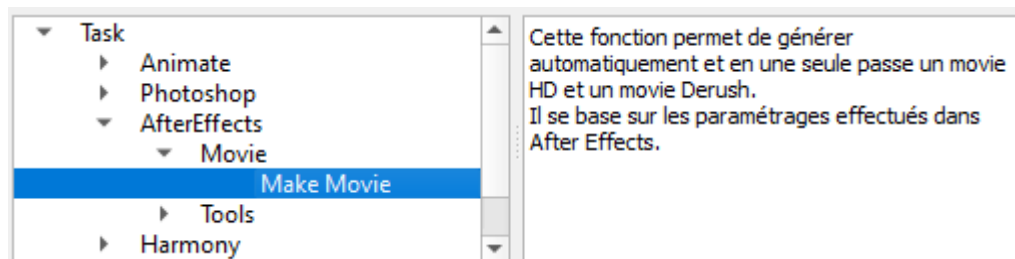 Task
Animate
Photoshop
AfterEffects
Movie
Make Movie
Tools
Harmony
Cette fonction permet de générer
automatiquement et en une seule passe un movie
HD et un movie Derush.
Il se base sur les paramétrages effectués dans
After Effects.